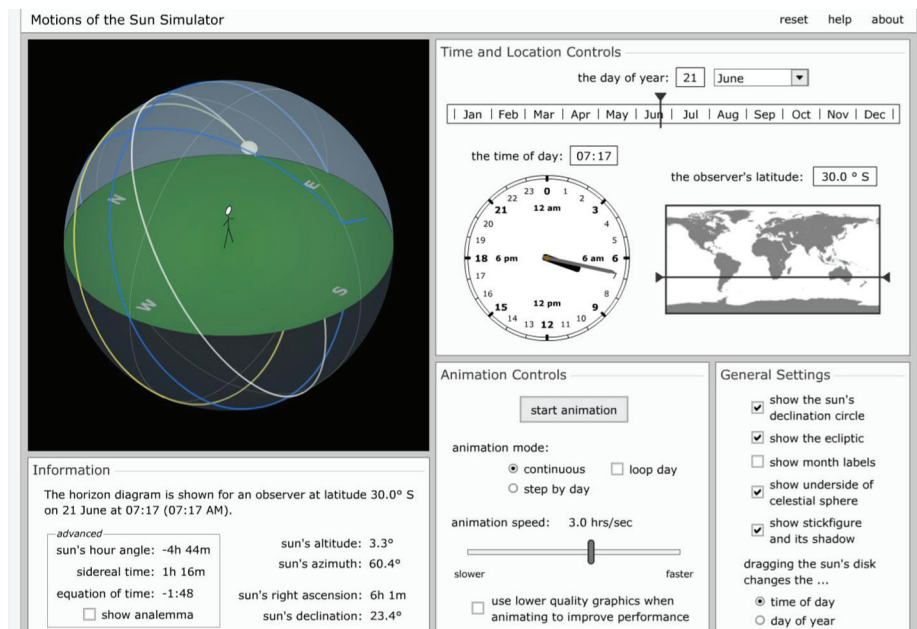 Motions of the Sun Simulator
reset help about
N
E
W
S
Time and Location Controls
the day of year: 21 June
Jan | Feb | Mar | Apr | May | Jun | Jul | Aug | Sep | Oct | Nov | Dec
the time of day: 07:17
0
1
2
3
4
5
6
7
8
9
10
11
12
13
14
15
16
17
18
19
20
21
22
23
12 am
6 am
12 pm
6 pm
the observer's latitude: 30.0 ° S
Information
The horizon diagram is shown for an observer at latitude 30.0° S
on 21 June at 07:17 (07:17 AM).
advanced
sun's hour angle: -4h 44m
sidereal time: 1h 16m
equation of time: -1:48
show analemma
sun's altitude: 3.3°
sun's azimuth: 60.4°
sun's right ascension: 6h 1m
sun's declination: 23.4°
Animation Controls
start animation
animation mode:
continuous
loop day
step by day
animation speed: 3.0 hrs/sec
slower
faster
use lower quality graphics when
animating to improve performance
General Settings
show the sun's
declination circle
show the ecliptic
show month labels
show underside of
celestial sphere
show stickfigure
and its shadow
dragging the sun's disk
changes the ...
time of day
day of year